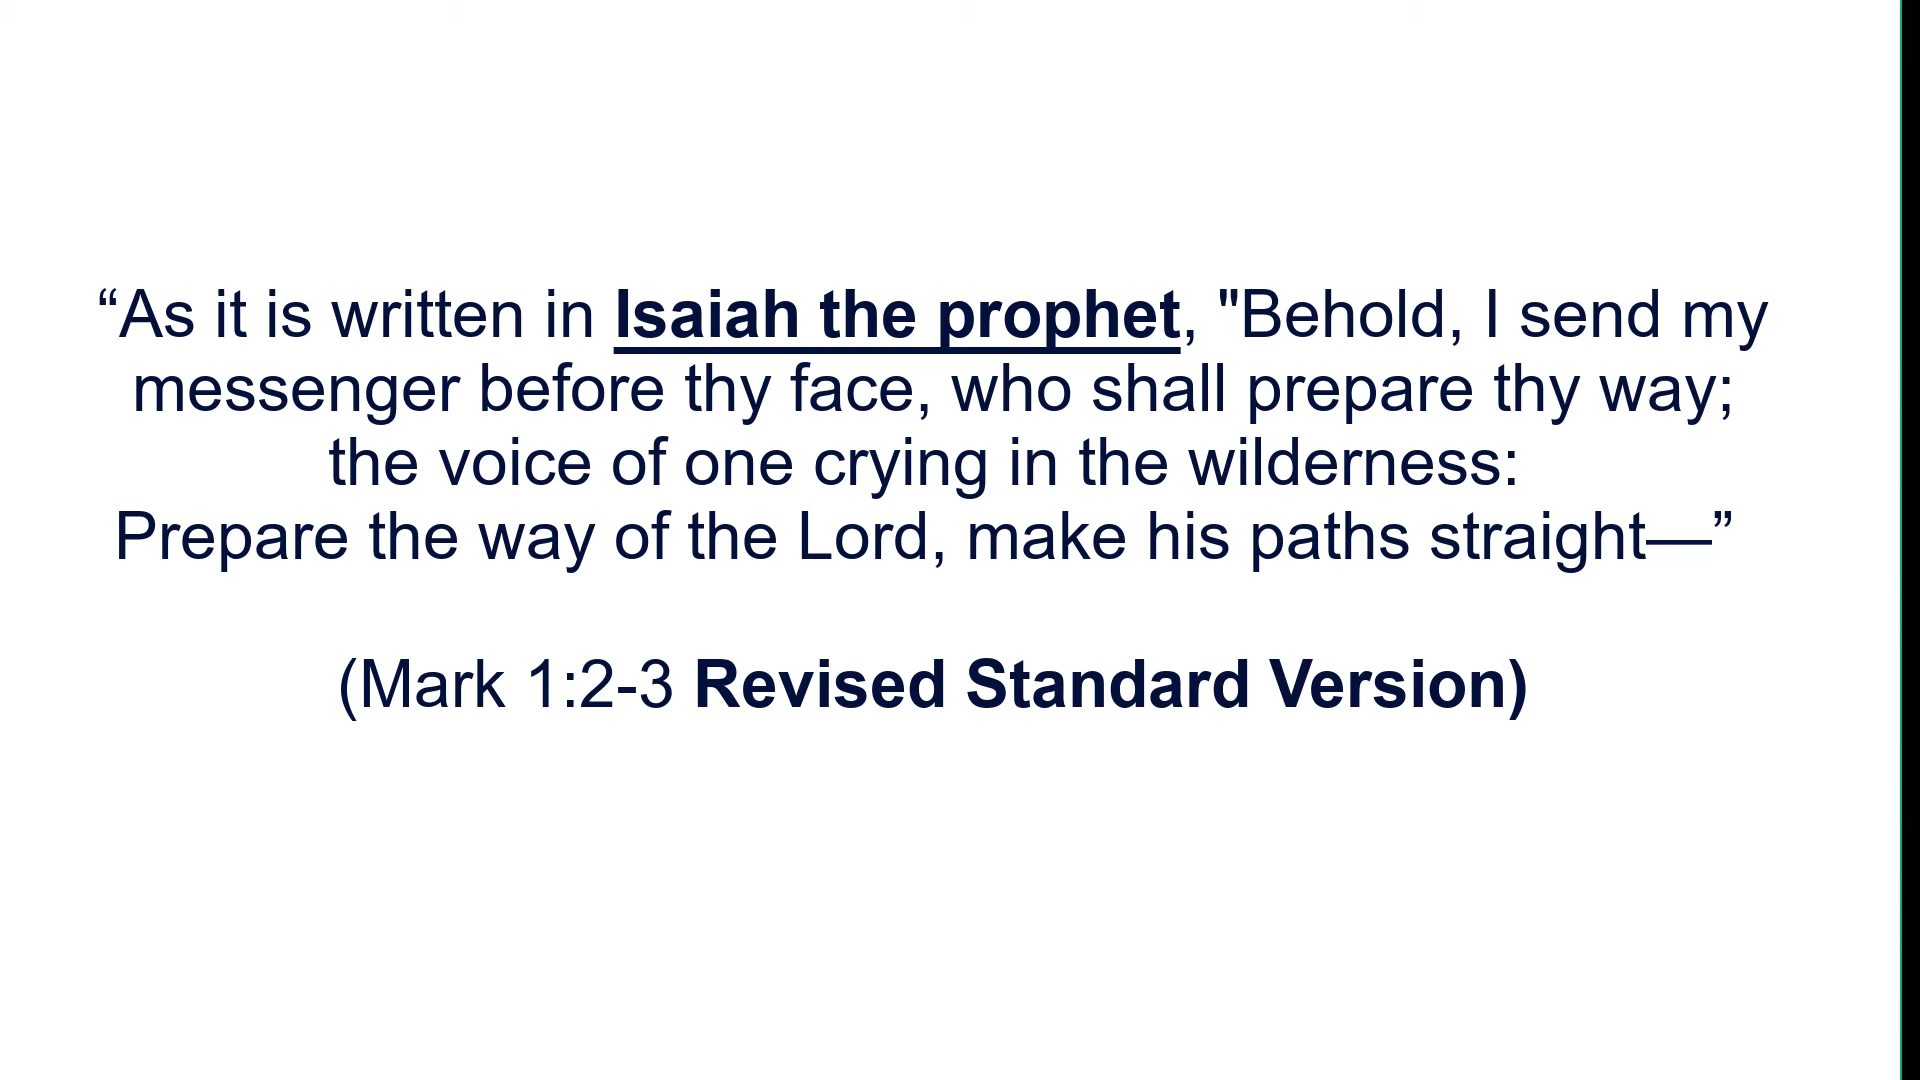 “As it is written in Isaiah the prophet, "Behold, I send my
messenger before thy face, who shall prepare thy way;
the voice of one crying in the wilderness:
Prepare the way of the Lord, make his paths straight—”
(Mark 1:2-3 Revised Standard Version)